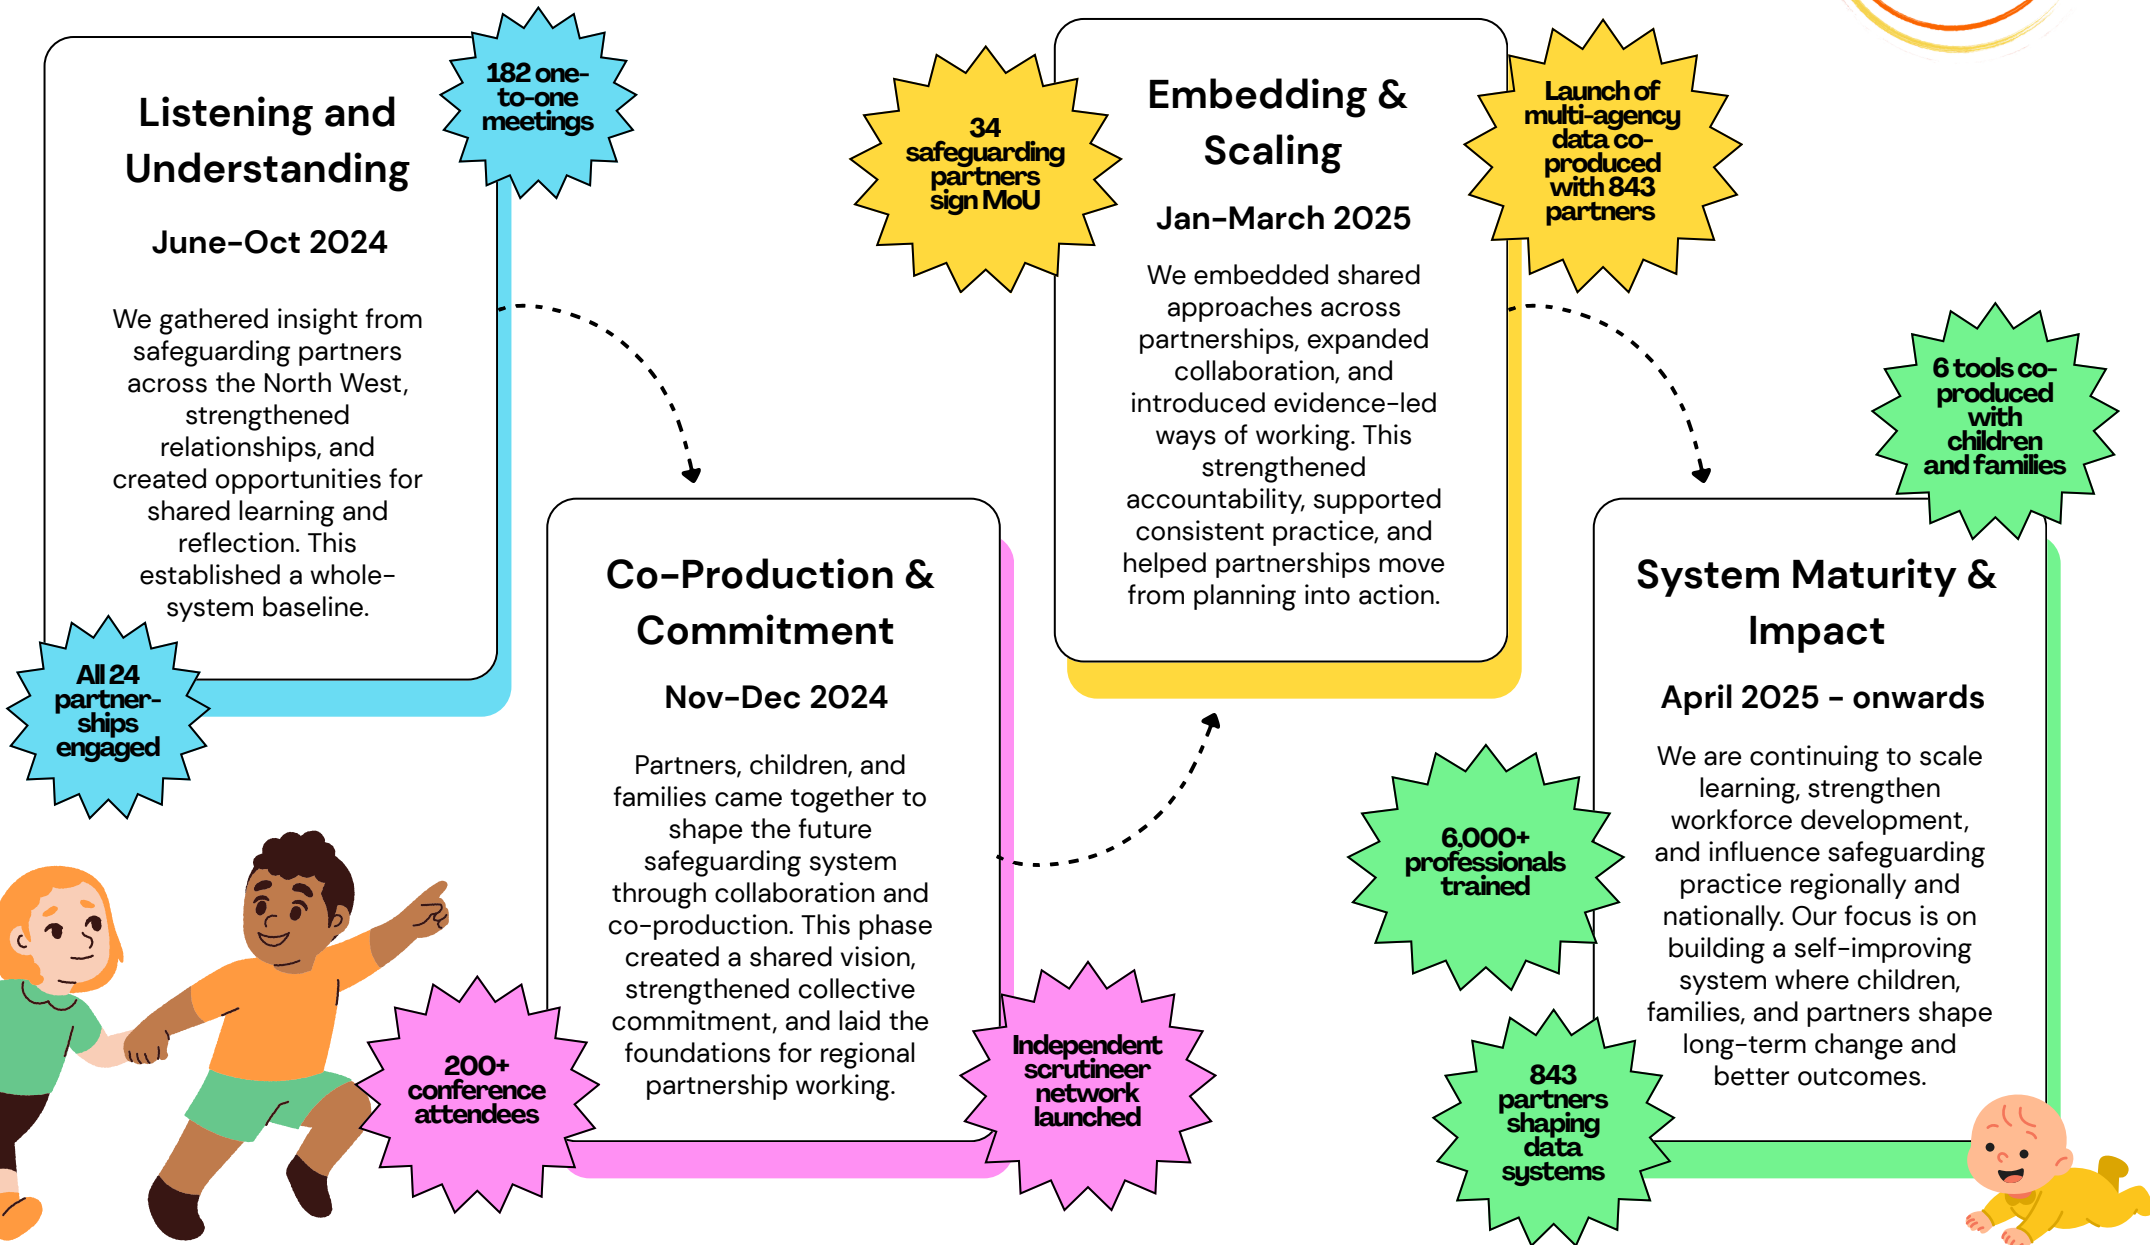 Listening and
Understanding
June-Oct 2024
We gathered insight from
safeguarding partners
across the North West,
strengthened
relationships, and
created opportunities for
shared learning and
reflection. This
established a whole-
system baseline.
182 one-
to-one
meetings
All 24
partner-
ships
engaged
Co-Production &
Commitment
Nov-Dec 2024
Partners, children, and
families came together to
shape the future
safeguarding system
through collaboration and
co-production. This phase
created a shared vision,
strengthened collective
commitment, and laid the
foundations for regional
partnership working.
200+
conference
attendees
Independent
scrutineer
network
launched
34
safeguarding
partners
sign MoU
Embedding &
Scaling
Jan-March 2025
We embedded shared
approaches across
partnerships, expanded
collaboration, and
introduced evidence-led
ways of working. This
strengthened
accountability, supported
consistent practice, and
helped partnerships move
from planning into action.
Launch of
multi-agency
data co-
produced
with 843
partners
6 tools co-
produced
with
children
and families
System Maturity &
Impact
April 2025 - onwards
We are continuing to scale
learning, strengthen
workforce development,
and influence safeguarding
practice regionally and
nationally. Our focus is on
building a self-improving
system where children,
families, and partners shape
long-term change and
better outcomes.
6,000+
professionals
trained
843
partners
shaping
data
systems